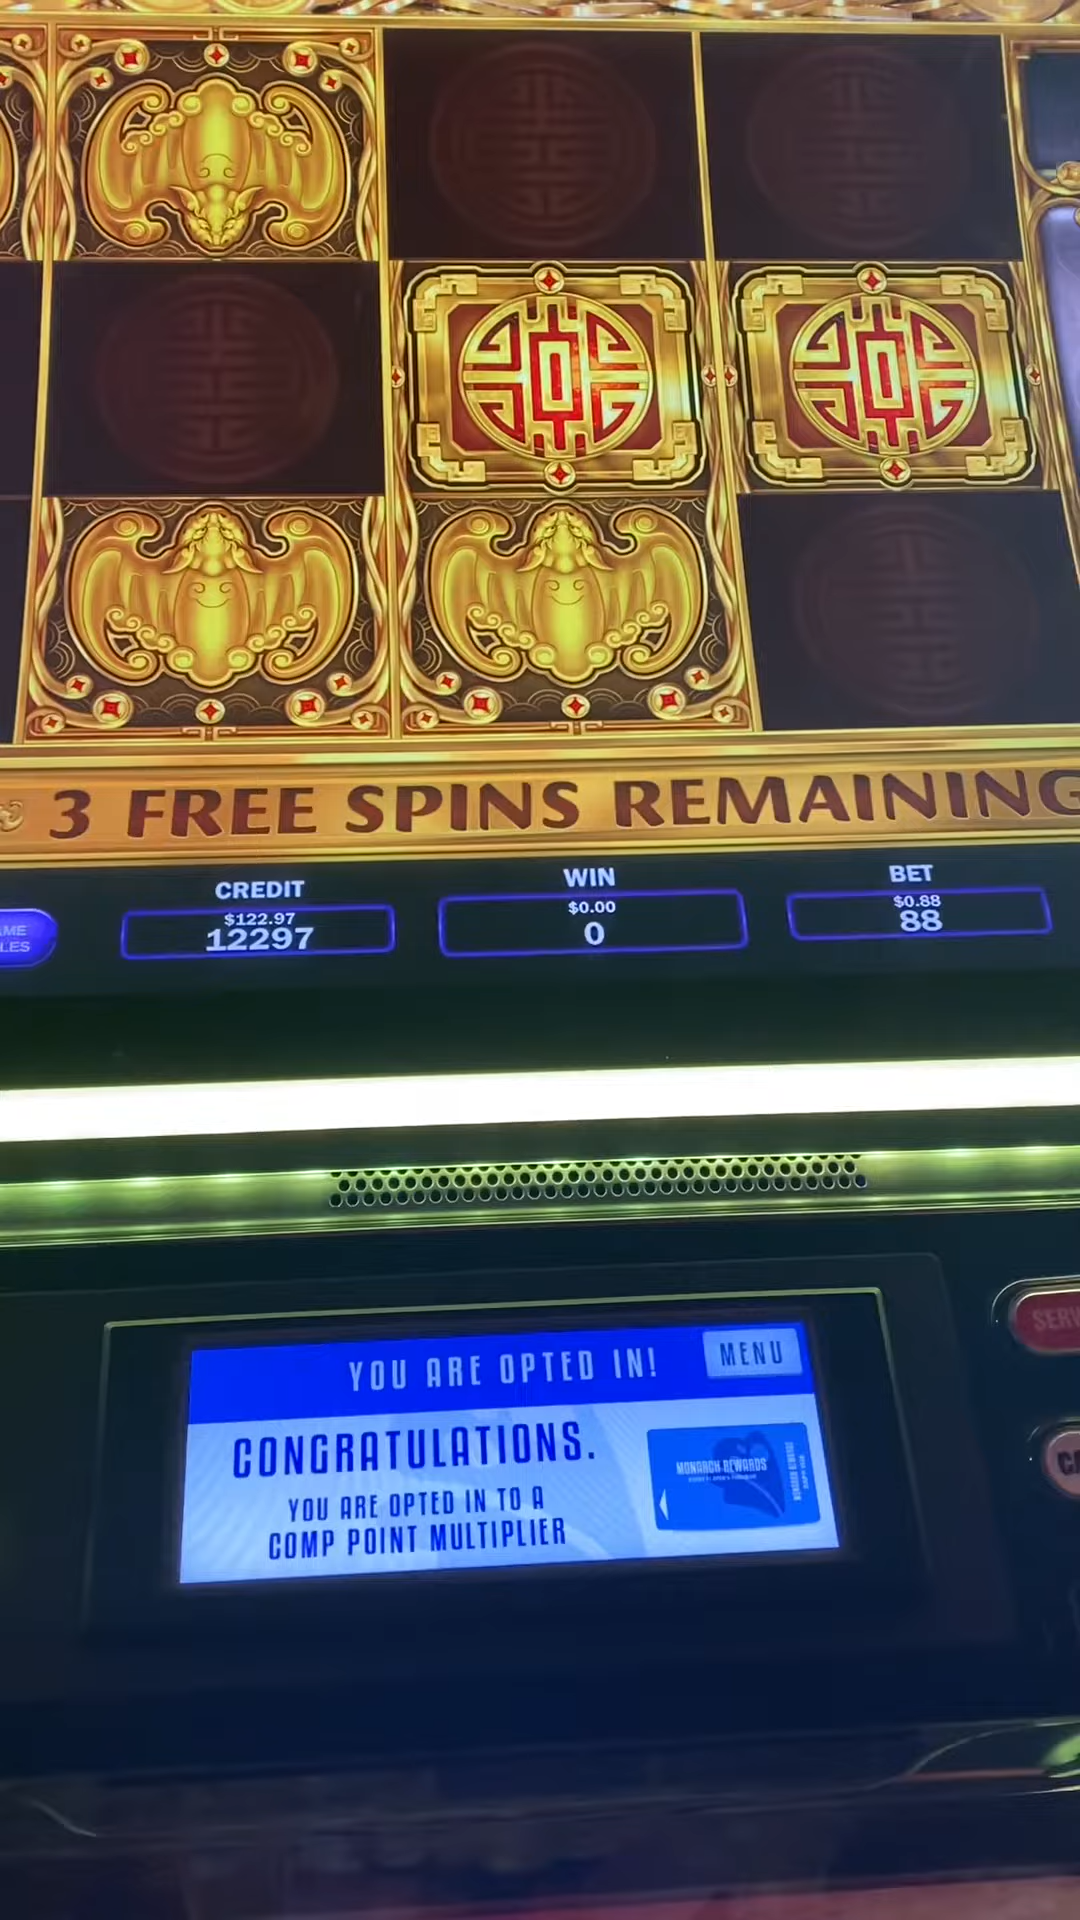 3 FREE SPINS REMAINING
CREDIT
$122.97
12297
WIN
$0.00
0
BET
$0.88
88
YOU ARE OPTED IN!
MENU
CONGRATULATIONS.
YOU ARE OPTED IN TO A
COMP POINT MULTIPLIER
MONARCH REWARDS